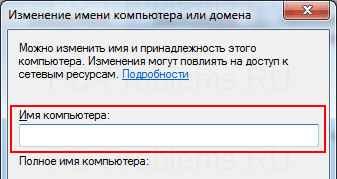 Изменение имени компьютера или домена
Можно изменить имя и принадлежность этого
компьютера. Изменения могут повлиять на доступ к
сетевым ресурсам. Подробности
Имя компьютера:
Полное имя компьютера: